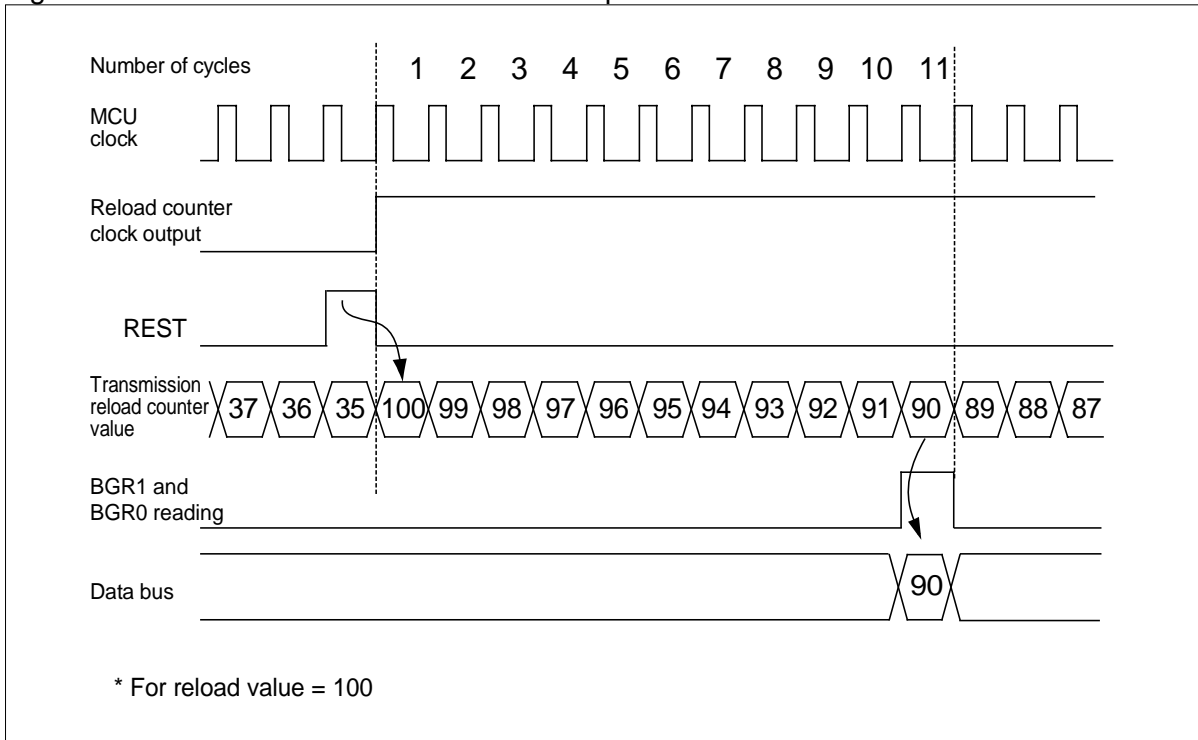 Number of cycles 1 2 3 4 5 6 7 8 9 10 11
MCU
clock
Reload counter
clock output
REST
Transmission
reload counter
value
37 36 35 100 99 98 97 96 95 94 93 92 91 90 89 88 87
BGR1 and
BGR0 reading
Data bus 90
* For reload value = 100